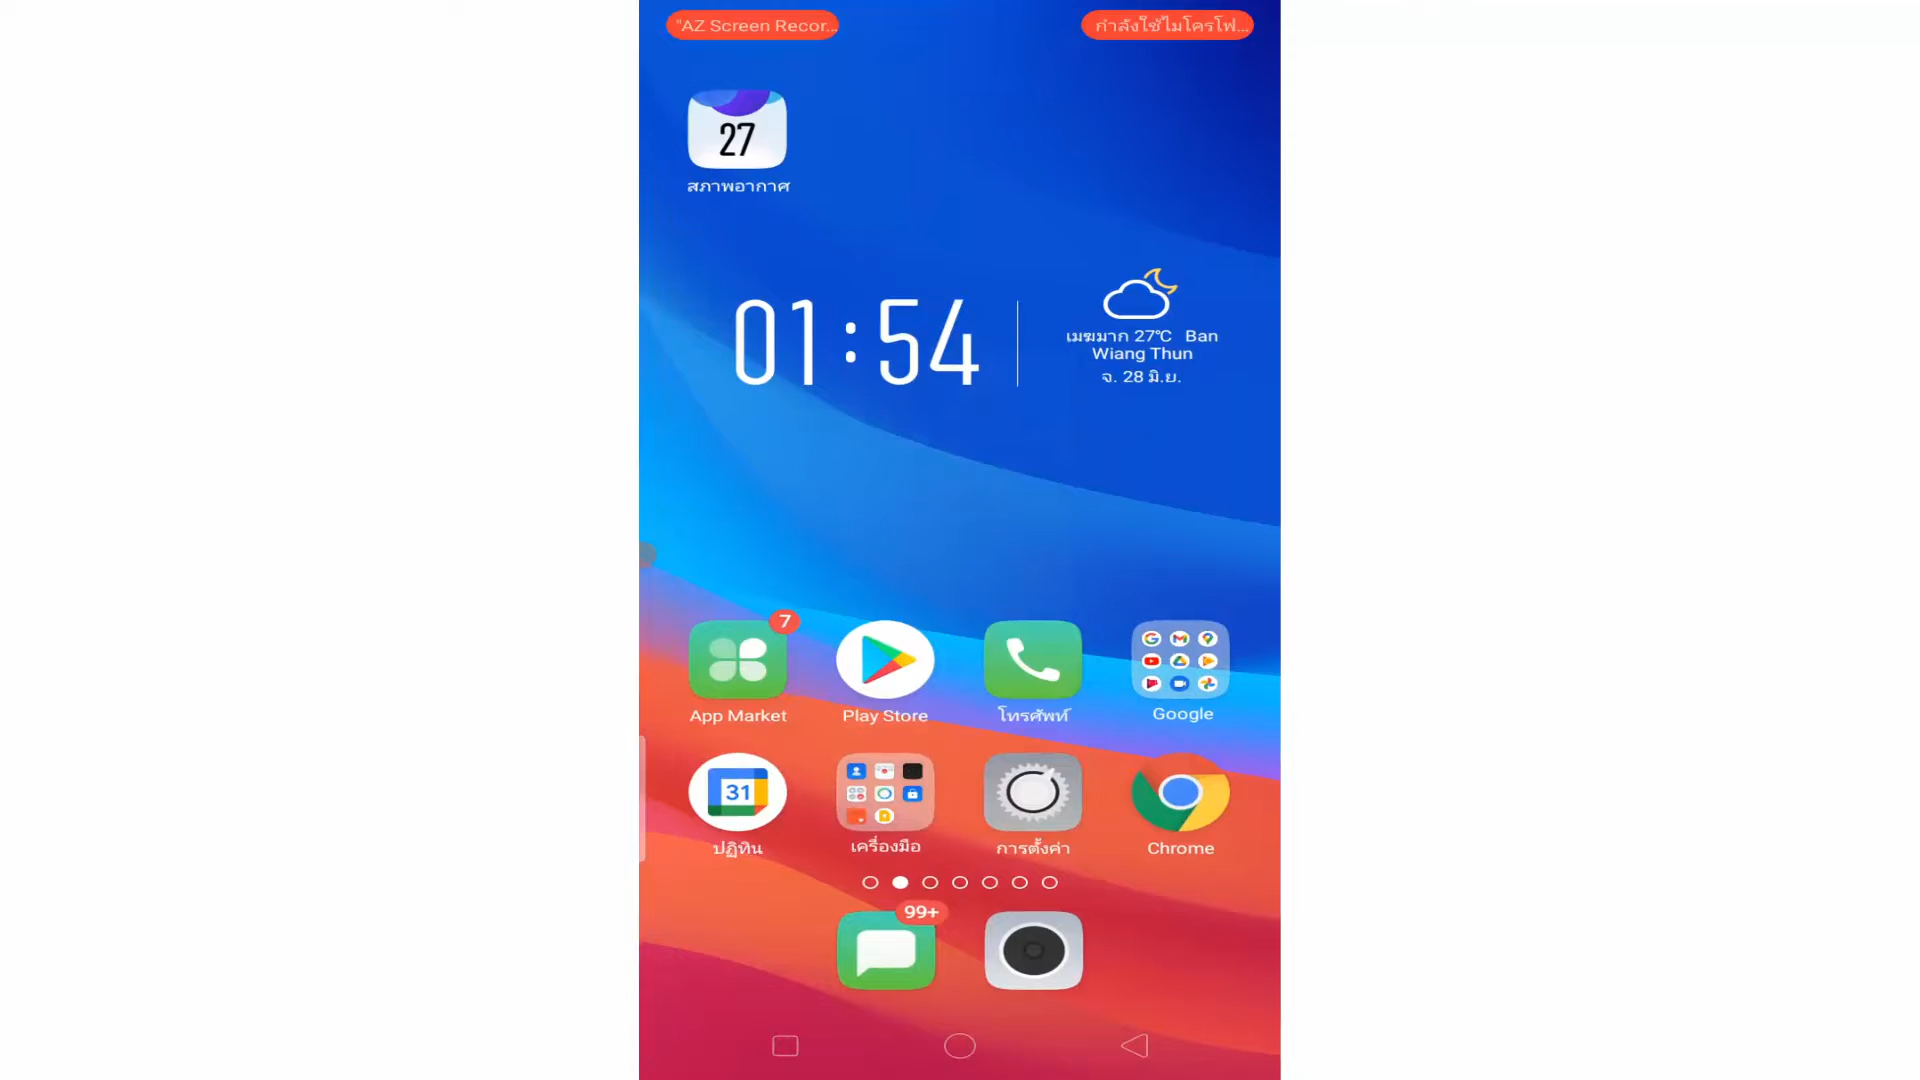 "AZ Screen Recor...
กำลังใช้ไมโครโฟ...
27
สภาพอากาศ
01:54
เมฆมาก 27℃ Ban
Wiang Thun
จ. 28 มิ.ย.
7
App Market
Play Store
โทรศัพท์
Google
31
ปฏิทิน
เครื่องมือ
การตั้งค่า
Chrome
99+